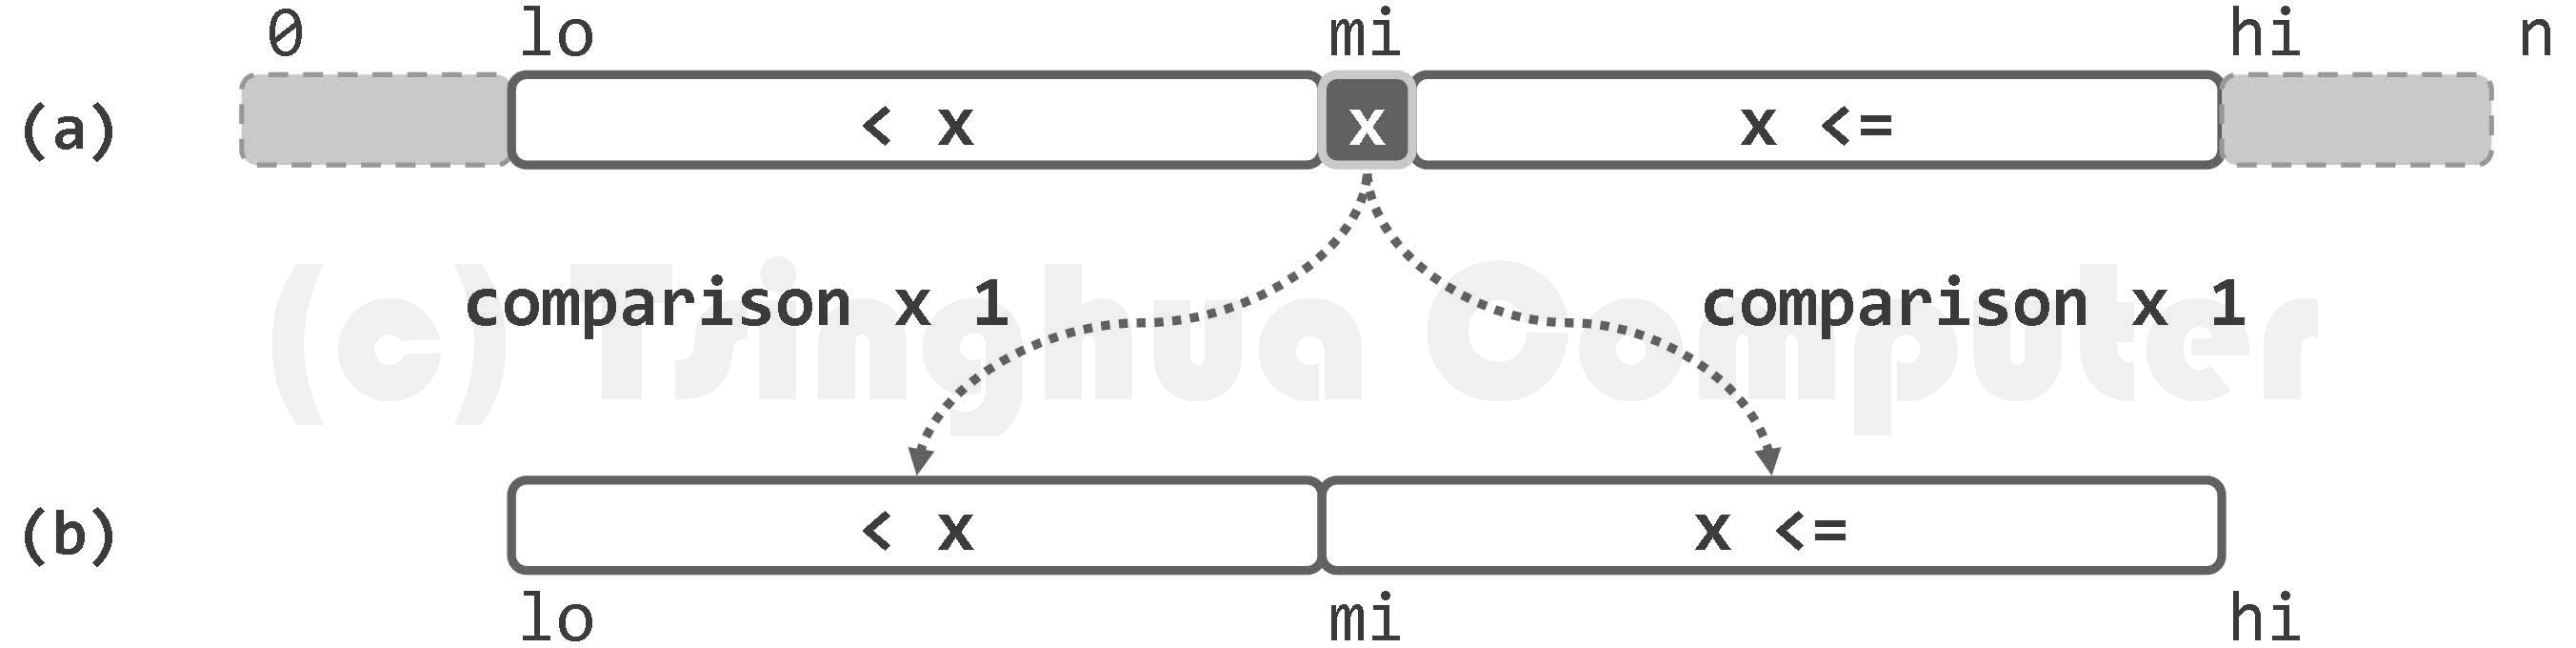 0 lo mi hi n
(a) < x x x <=
comparison x 1 comparison x 1
(c) Tsinghua Computer
(b) < x x <=
lo mi hi